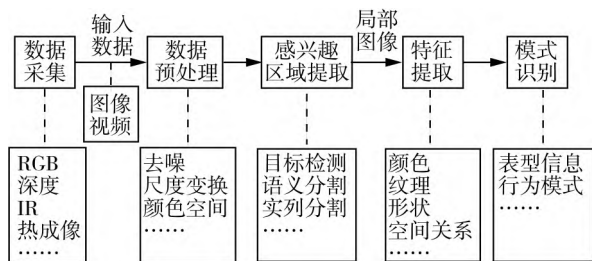 输入
数据
局部
图像
数据
采集
数据
预处理
感兴趣
区域提取
特征
提取
模式
识别
图像
视频
RGB
深度
IR
热成像
……
去噪
尺度变换
颜色空间
……
目标检测
语义分割
实列分割
……
颜色
纹理
形状
空间关系
……
表型信息
行为模式
……